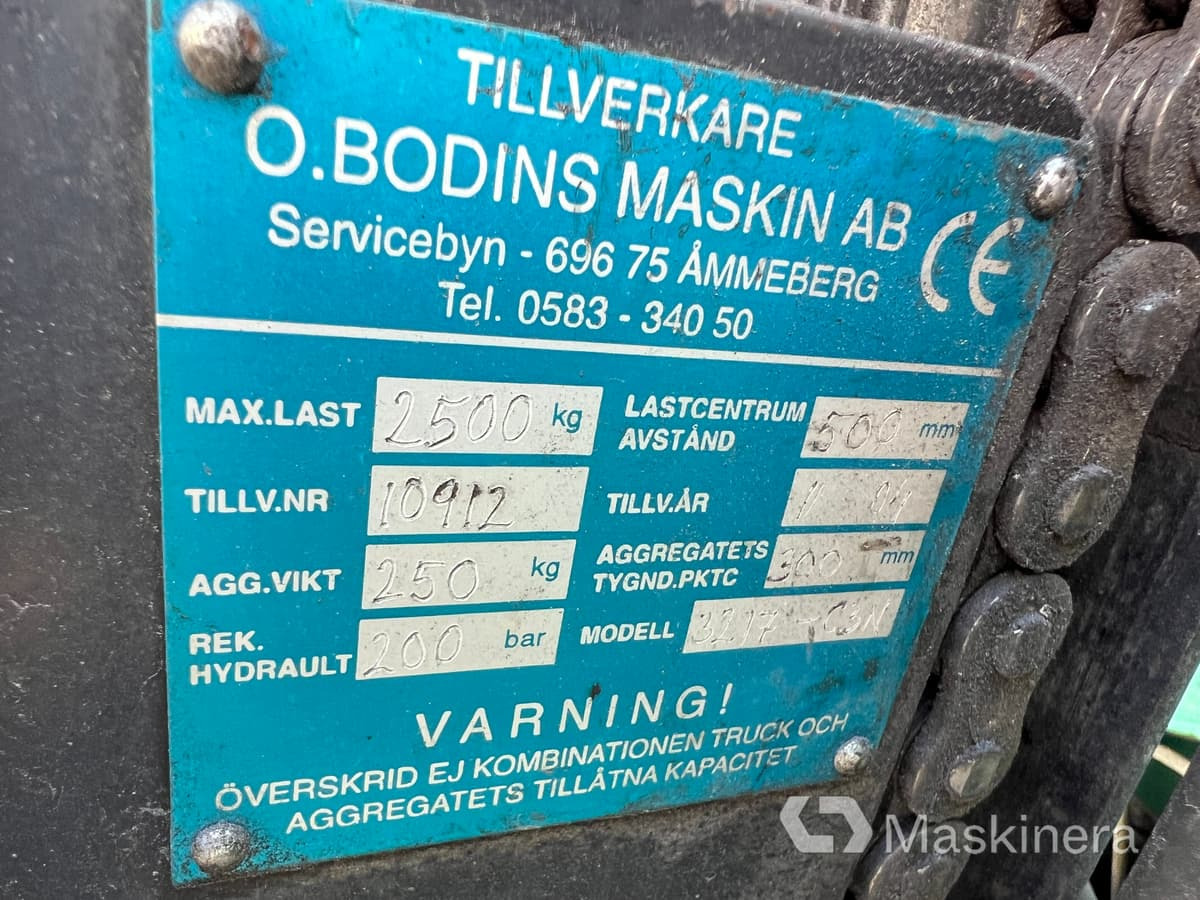 TILLVERKARE
O.BODINS MASKIN AB CE
Servicebyn - 696 75 ÅMMEBERG
Tel. 0583 - 340 50
MAX.LAST 2500 kg
LASTCENTRUM
AVSTÅND 500 mm
TILLV.NR 10912
TILLV.ÅR
AGG.VIKT 250 kg
AGGREGATETS
TYGND.PKTC 300 mm
REK.
HYDRAULT 200 bar
MODELL 3217-C3N
VARNING!
ÖVERSKRID EJ KOMBINATIONEN TRUCK OCH
AGGREGATETS TILLÅTNA KAPACITET
Maskinera